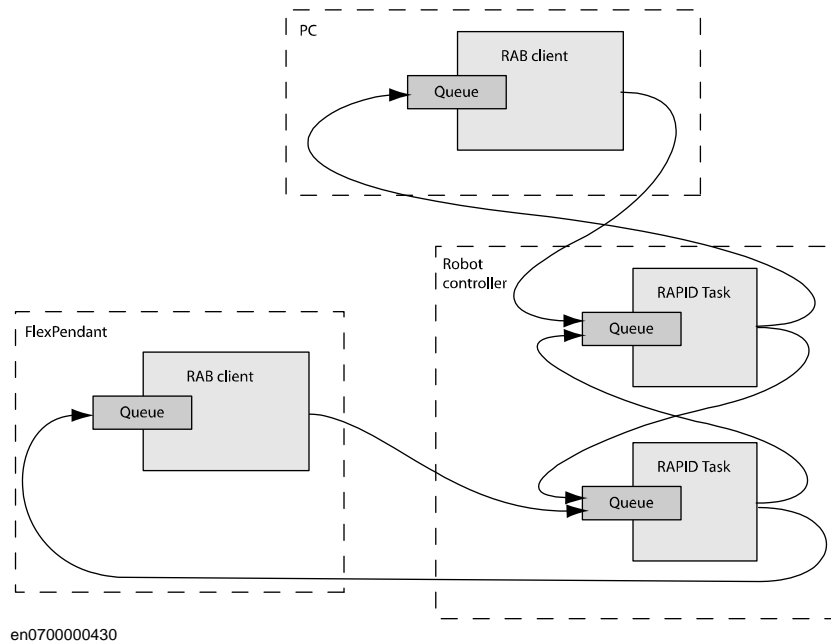 PC
RAB client
Queue
Robot
controller
RAPID Task
Queue
FlexPendant
RAB client
Queue
RAPID Task
Queue
en0700000430